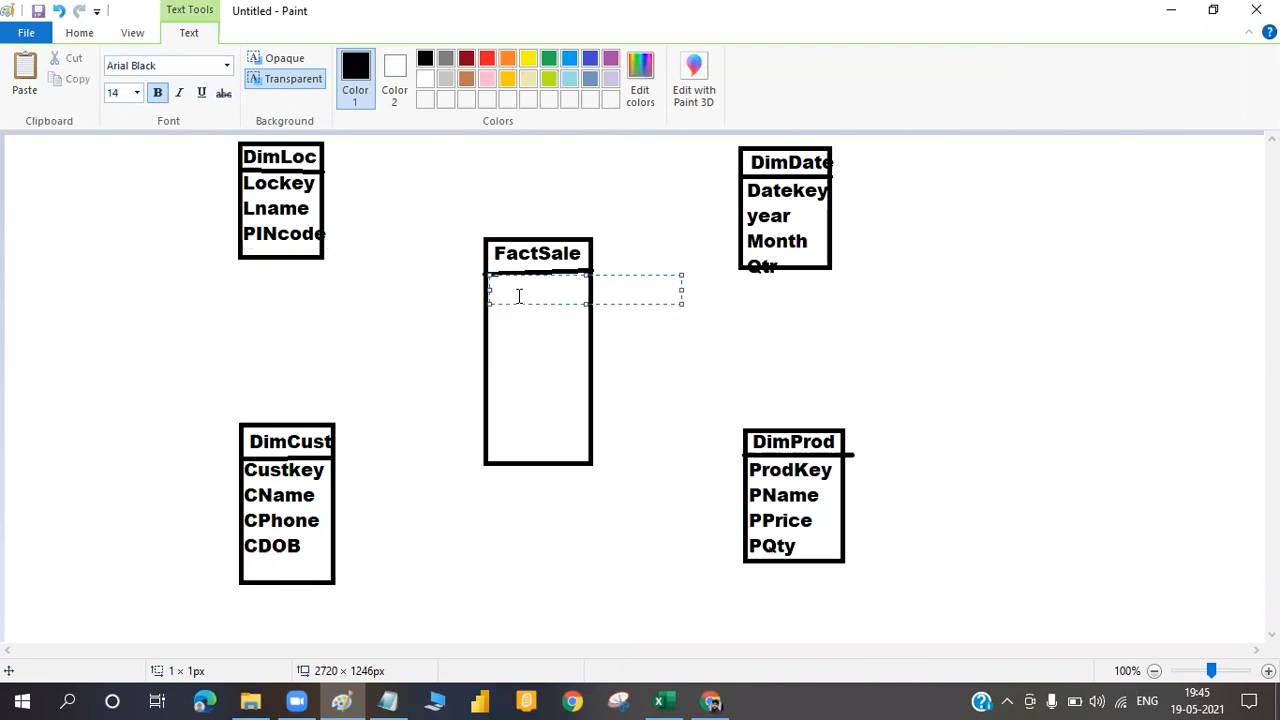 Text Tools
Untitled - Paint
File
Home
View
Text
Paste
Cut
Copy
Clipboard
Arial Black
14
B I U abc
Font
Opaque
Transparent
Background
Color 1
Color 2
Edit colors
Colors
Edit with Paint 3D
DimLoc
Lockey
Lname
PINcode
DimDate
Datekey
year
Month
Qtr
FactSale
DimCust
Custkey
CName
CPhone
CDOB
DimProd
ProdKey
PName
PPrice
PQty
1 × 1px
2720 × 1246px
100%
ENG
19:45
19-05-2021